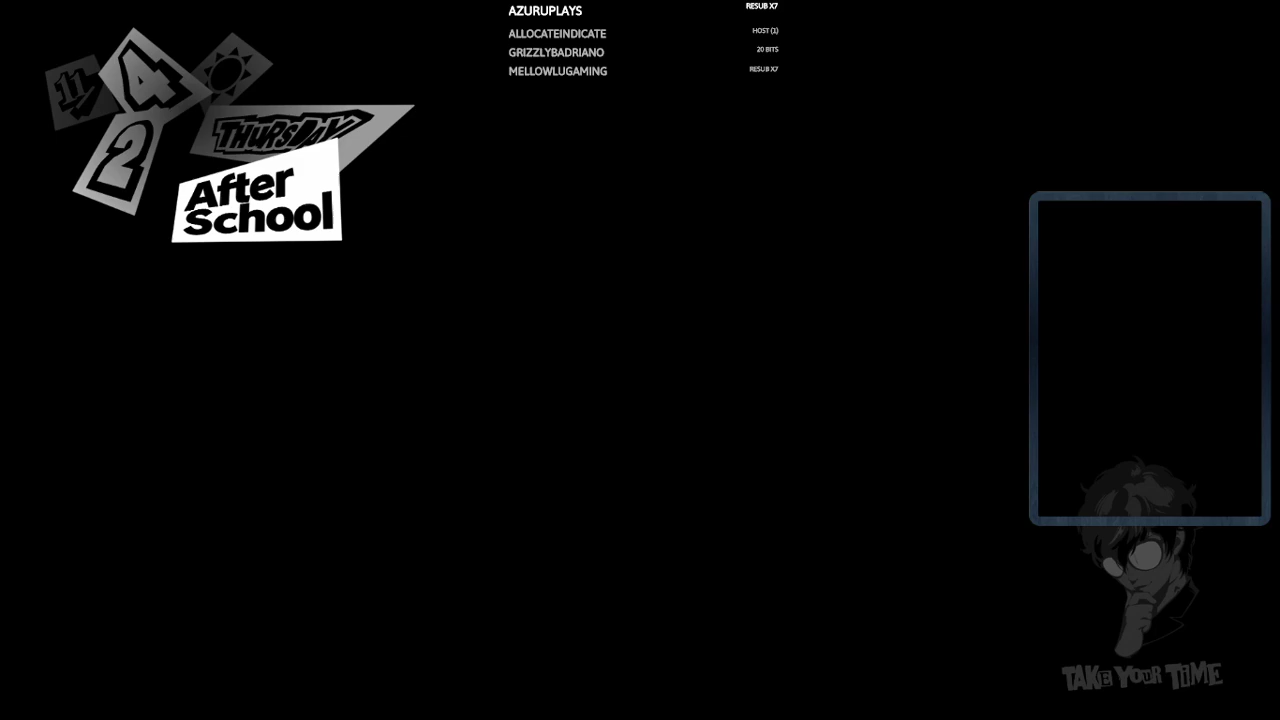 AZURUPLAYS RESUB X7
ALLOCATEINDICATE HOST (1)
GRIZZLYBADRIANO 20 BITS
MELLOWLUGAMING RESUB X7
11/
4
2
THURSDAY
After
School
TAKE YOUR TIME